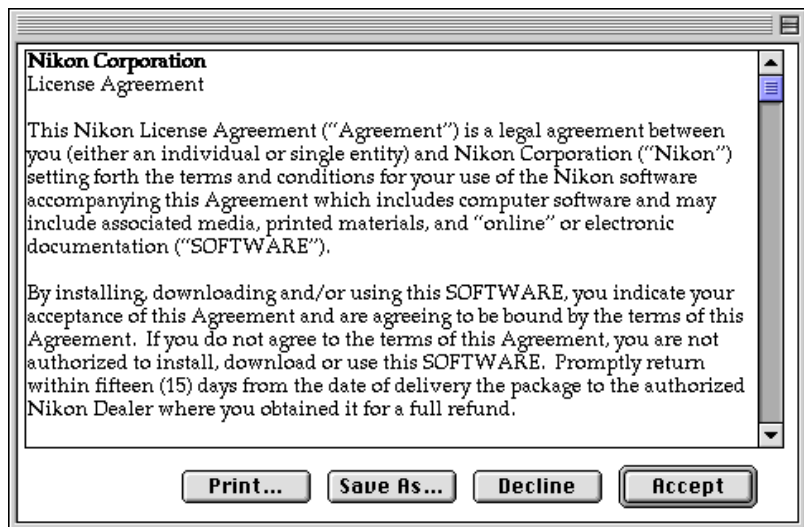 Nikon Corporation
License Agreement
This Nikon License Agreement (“Agreement”) is a legal agreement between
you (either an individual or single entity) and Nikon Corporation (“Nikon”)
setting forth the terms and conditions for your use of the Nikon software
accompanying this Agreement which includes computer software and may
include associated media, printed materials, and “online” or electronic
documentation (“SOFTWARE”).
By installing, downloading and/or using this SOFTWARE, you indicate your
acceptance of this Agreement and are agreeing to be bound by the terms of this
Agreement.  If you do not agree to the terms of this Agreement, you are not
authorized to install, download or use this SOFTWARE.  Promptly return
within fifteen (15) days from the date of delivery the package to the authorized
Nikon Dealer where you obtained it for a full refund.
Print... Save As... Decline Accept